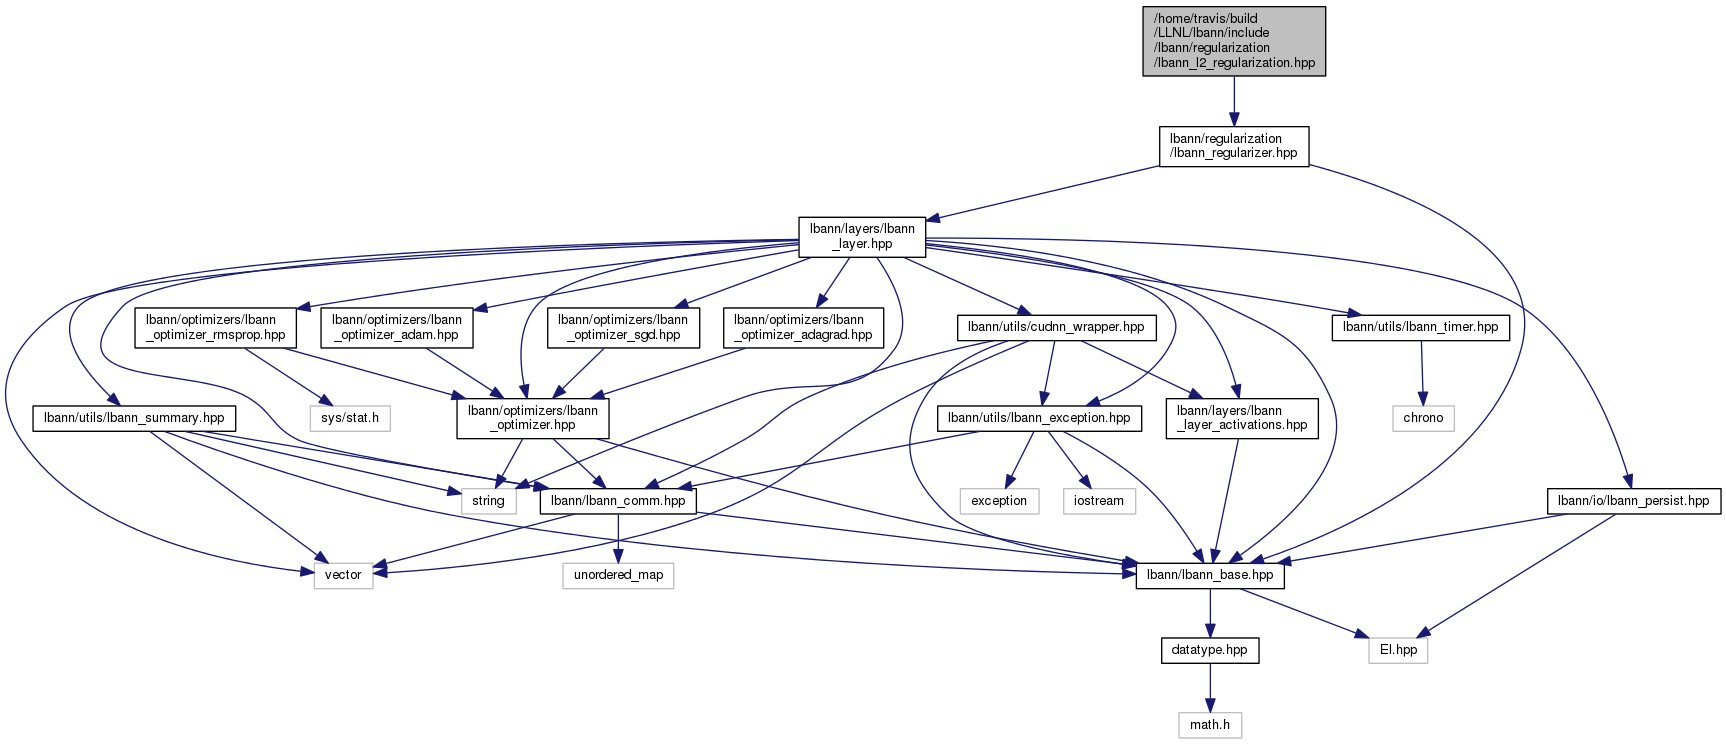 /home/travis/build
/LLNL/lbann/include
/lbann/regularization
/lbann_l2_regularization.hpp
lbann/regularization
/lbann_regularizer.hpp
lbann/layers/lbann
_layer.hpp
lbann/optimizers/lbann
_optimizer_rmsprop.hpp
lbann/optimizers/lbann
_optimizer_adam.hpp
lbann/optimizers/lbann
_optimizer_sgd.hpp
lbann/optimizers/lbann
_optimizer_adagrad.hpp
lbann/utils/cudnn_wrapper.hpp
lbann/utils/lbann_timer.hpp
lbann/utils/lbann_summary.hpp
sys/stat.h
lbann/optimizers/lbann
_optimizer.hpp
lbann/utils/lbann_exception.hpp
lbann/layers/lbann
_layer_activations.hpp
chrono
string
lbann/lbann_comm.hpp
exception
iostream
lbann/io/lbann_persist.hpp
vector
unordered_map
lbann/lbann_base.hpp
datatype.hpp
El.hpp
math.h